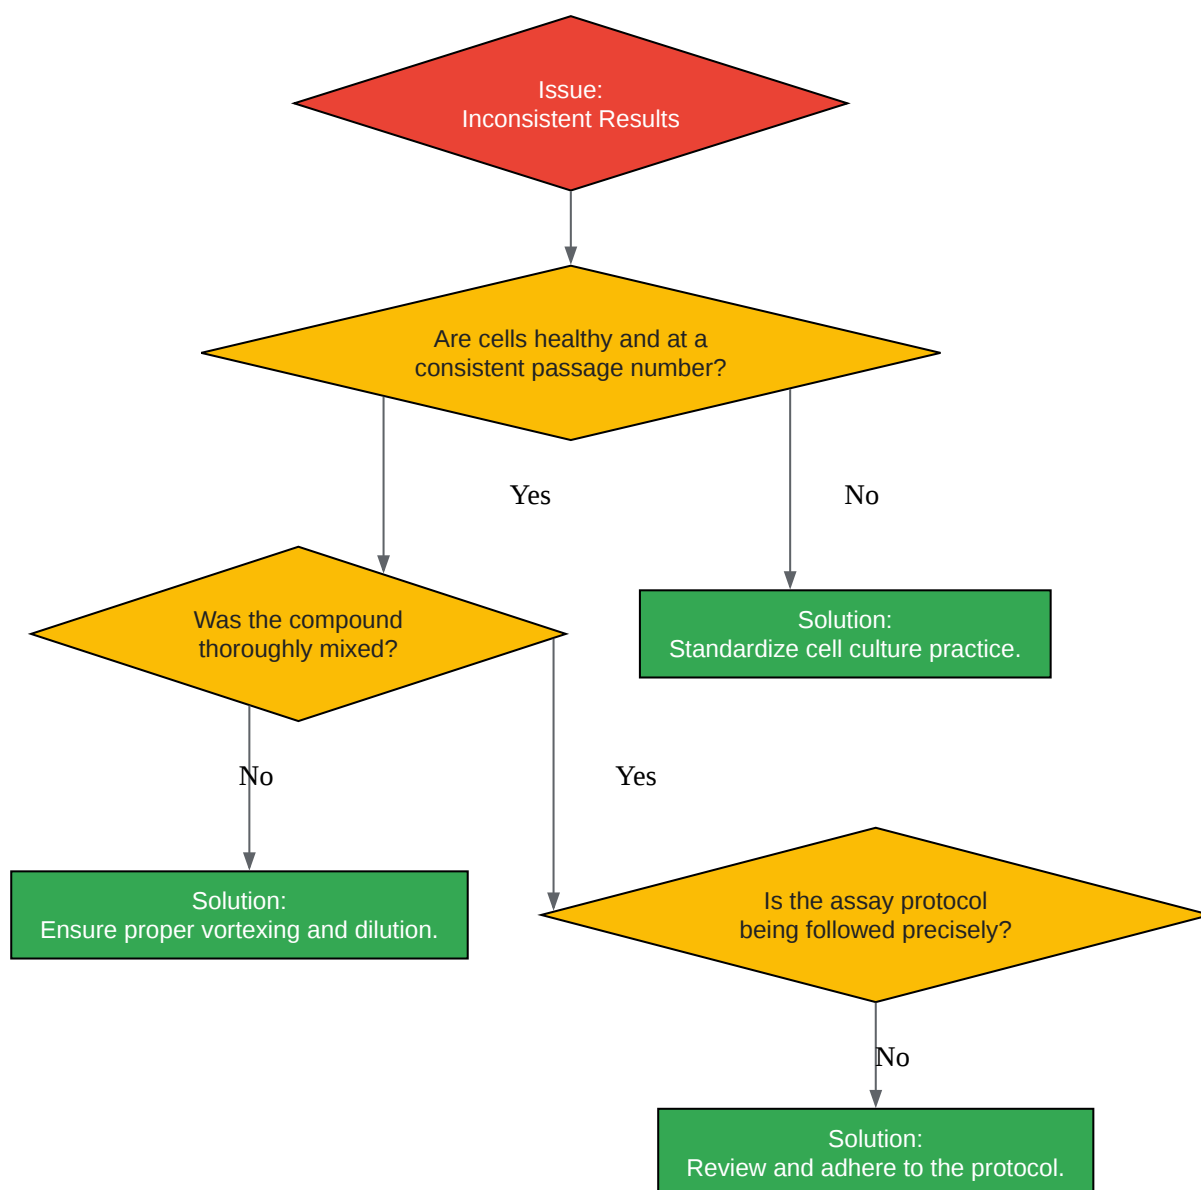 Issue:
Inconsistent Results
Are cells healthy and at a
consistent passage number?
Yes
No
Was the compound
thoroughly mixed?
Solution:
Standardize cell culture practice.
No
Yes
Solution:
Ensure proper vortexing and dilution.
Is the assay protocol
being followed precisely?
No
Solution:
Review and adhere to the protocol.